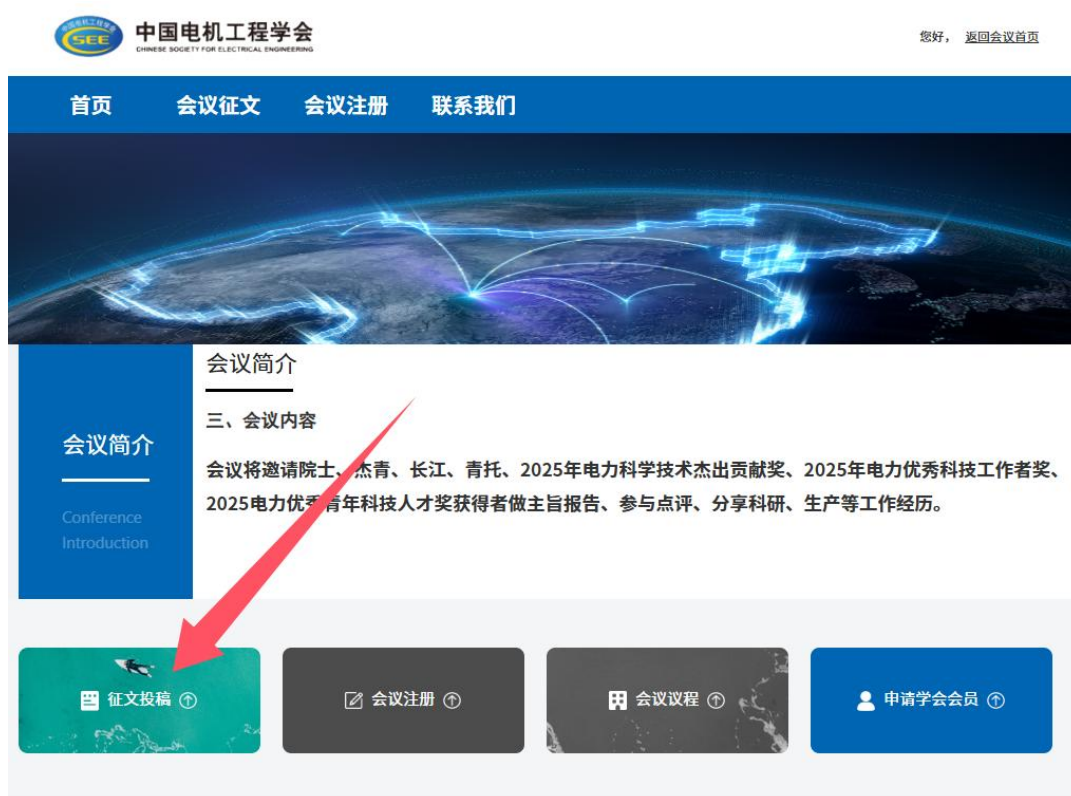 中国电机工程学会
CHINESE SOCIETY FOR ELECTRICAL ENGINEERING
CSEE
您好， 返回会议首页
首页 会议征文 会议注册 联系我们
会议简介
Conference
Introduction
会议简介
三、会议内容
会议将邀请院士、杰青、长江、青托、2025年电力科学技术杰出贡献奖、2025年电力优秀科技工作者奖、
2025电力优秀青年科技人才奖获得者做主旨报告、参与点评、分享科研、生产等工作经历。
征文投稿
会议注册
会议议程
申请学会会员